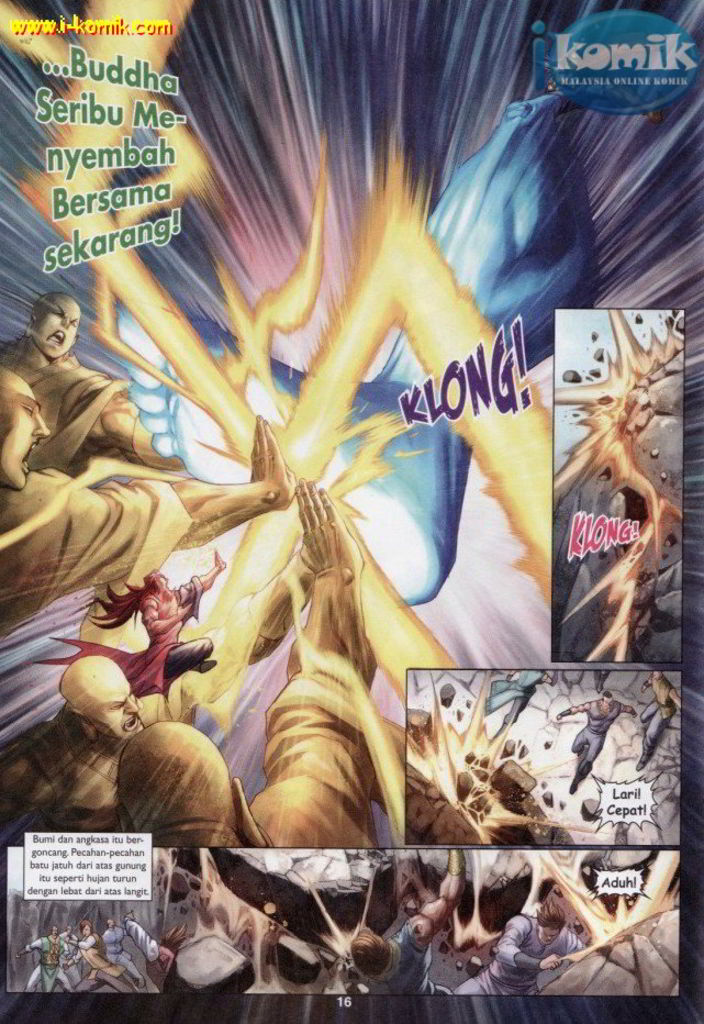 www.i-komik.com
ikomik
MALAYSIA ONLINE KOMIK
...Buddha
Seribu Me-
nyembah
Bersama
sekarang!
KLONG!
KLONG!
Lari!
Cepat!
Bumi dan angkasa itu ber-
goncang. Pecahan-pecahan
batu jatuh dari atas gunung
itu seperti hujan turun
dengan lebat dari atas langit.
Aduh!
16